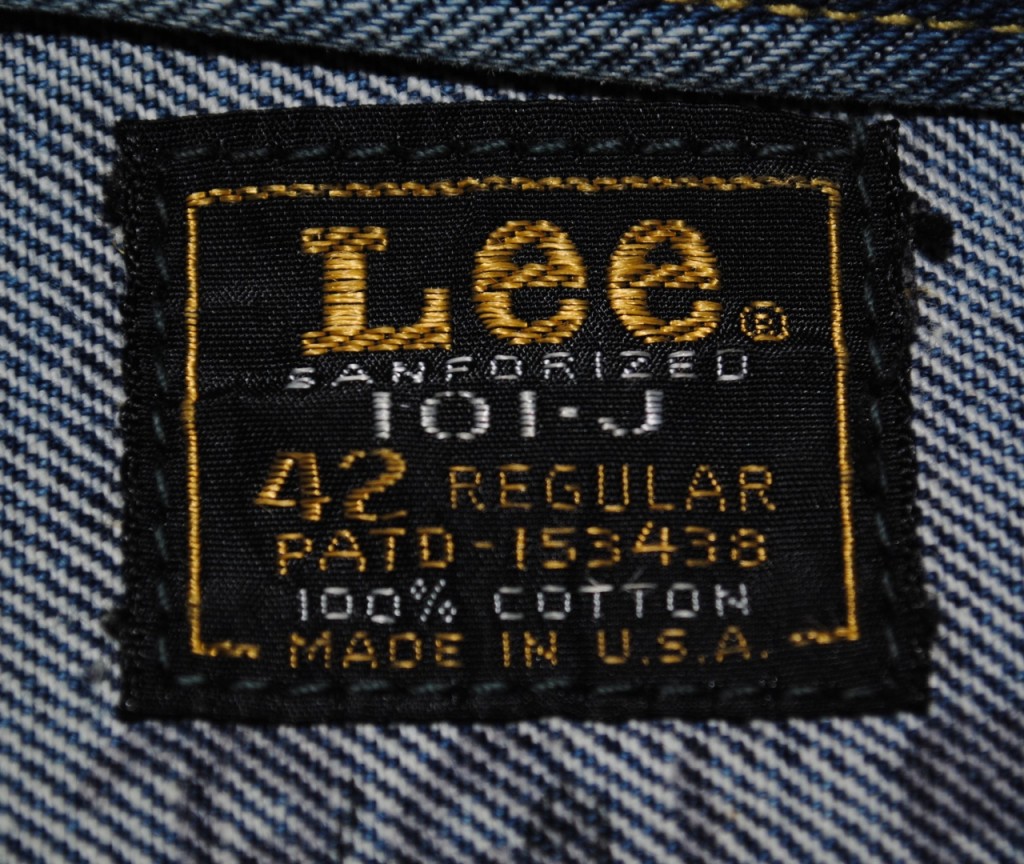 Lee®
SANFORIZED
101-J
42 REGULAR
PATD-153438
100% COTTON
MADE IN U.S.A.